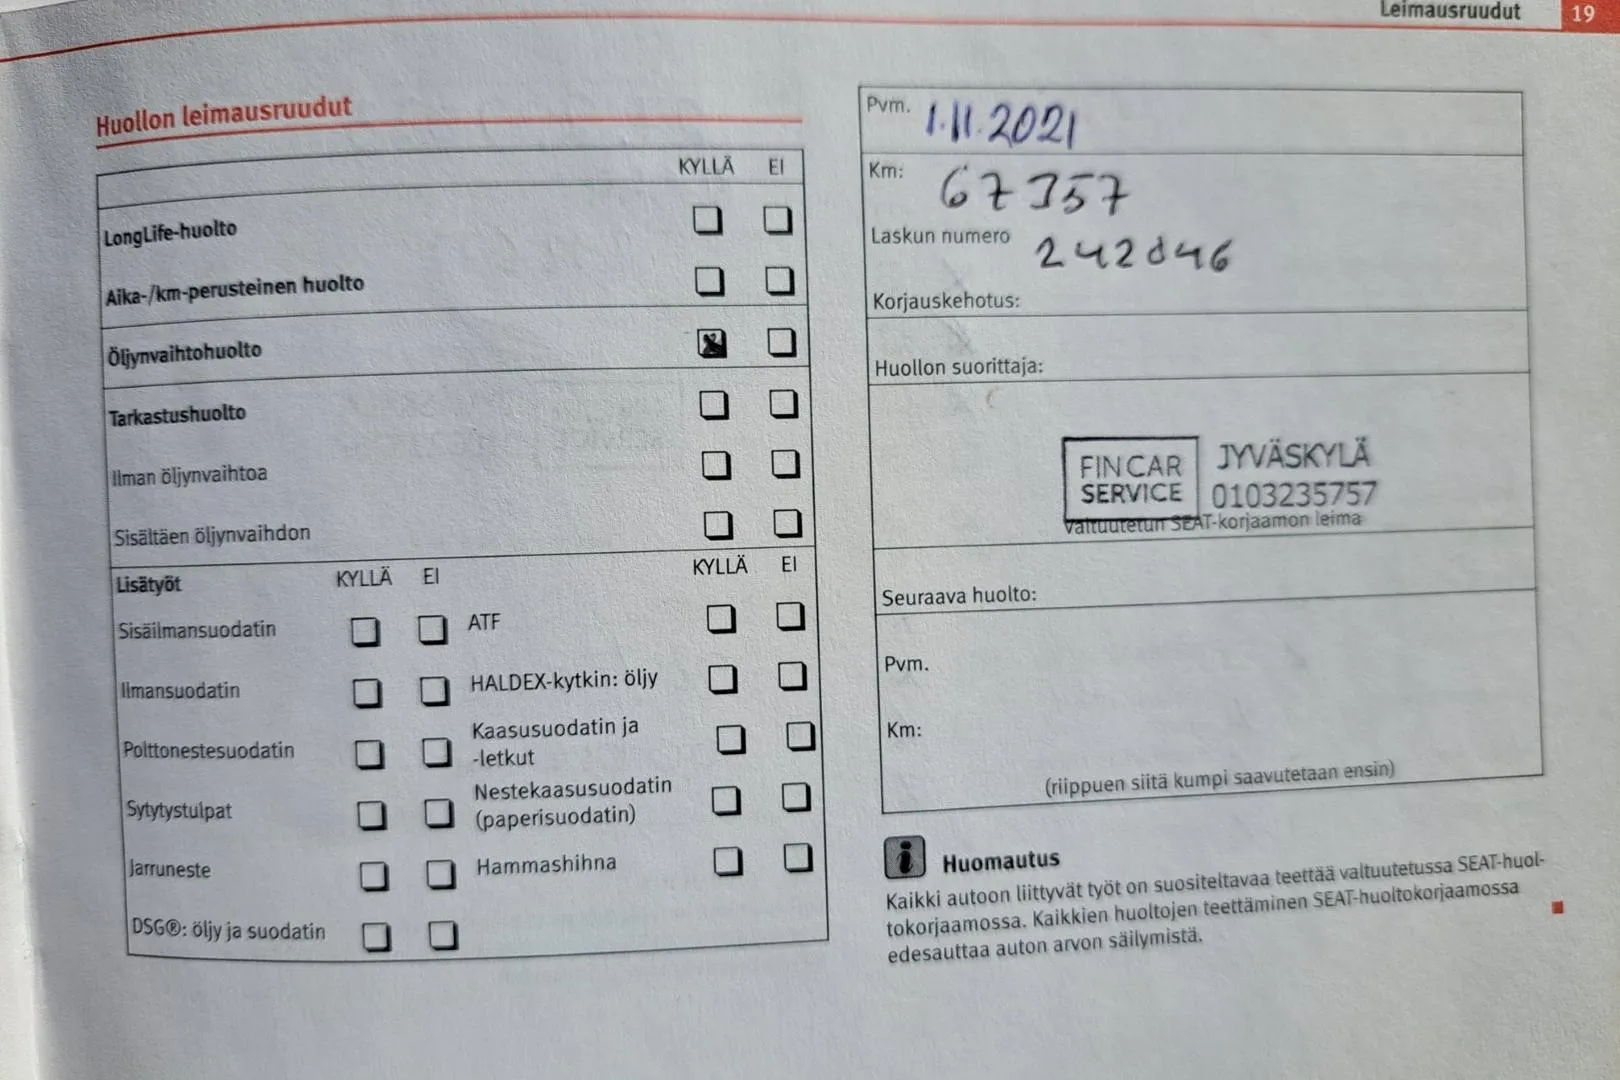 Leimausruudut 19
Huollon leimausruudut
KYLLÄ EI
LongLife-huolto
Aika-/km-perusteinen huolto
Öljynvaihtohuolto
Tarkastushuolto
Ilman öljynvaihtoa
Sisältäen öljynvaihdon
Lisätyöt KYLLÄ EI KYLLÄ EI
Sisäilmansuodatin ATF
Ilmansuodatin HALDEX-kytkin: öljy
Polttonestesuodatin Kaasusuodatin ja
-letkut
Sytytystulpat Nestekaasusuodatin
(paperisuodatin)
Jarruneste Hammashihna
DSG®: öljy ja suodatin
Pvm. 1.11.2021
Km: 67357
Laskun numero 242846
Korjauskehotus:
Huollon suorittaja:
FIN CAR JYVÄSKYLÄ
SERVICE 0103235757
Valtuutetun SEAT-korjaamon leima
Seuraava huolto:
Pvm.
Km:
(riippuen siitä kumpi saavutetaan ensin)
Huomautus
Kaikki autoon liittyvät työt on suositeltavaa teettää valtuutetussa SEAT-huol-
tokorjaamossa. Kaikkien huoltojen teettäminen SEAT-huoltokorjaamossa
edesauttaa auton arvon säilymistä.